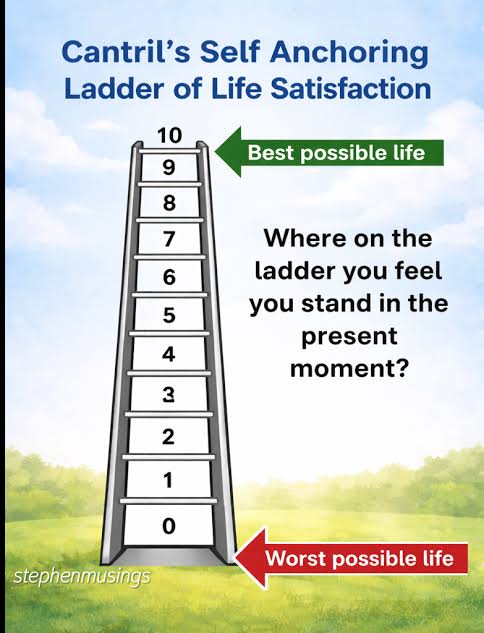 Cantril's Self Anchoring
Ladder of Life Satisfaction
10
Best possible life
9
8
7
Where on the
ladder you feel
you stand in the
present
moment?
6
5
4
3
2
1
0
Worst possible life
stephenmusings